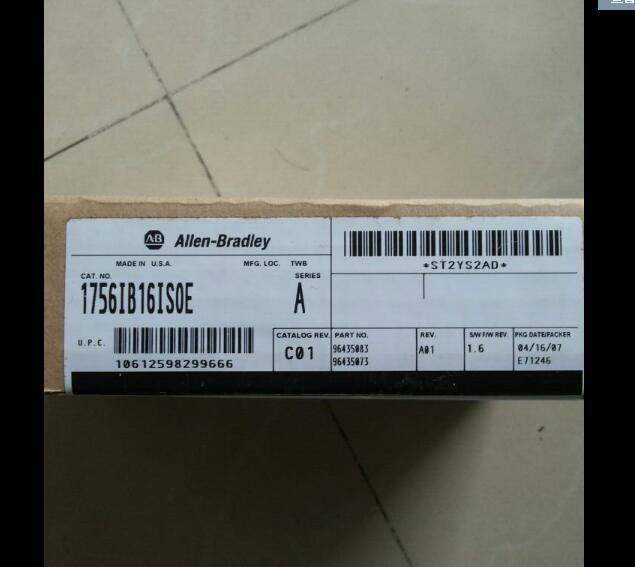 AB Allen-Bradley
MADE IN U.S.A. MFG. LOC. TWB
CAT. NO. SERIES
1756IB16ISOE A
U.P.C.
10612598299666
CATALOG REV.
C01
*ST2YS2AD*
PART NO.
96435083
96435073
REV.
A01
S/W F/W REV.
1.6
PKG DATE/PACKER
04/16/07
E71246